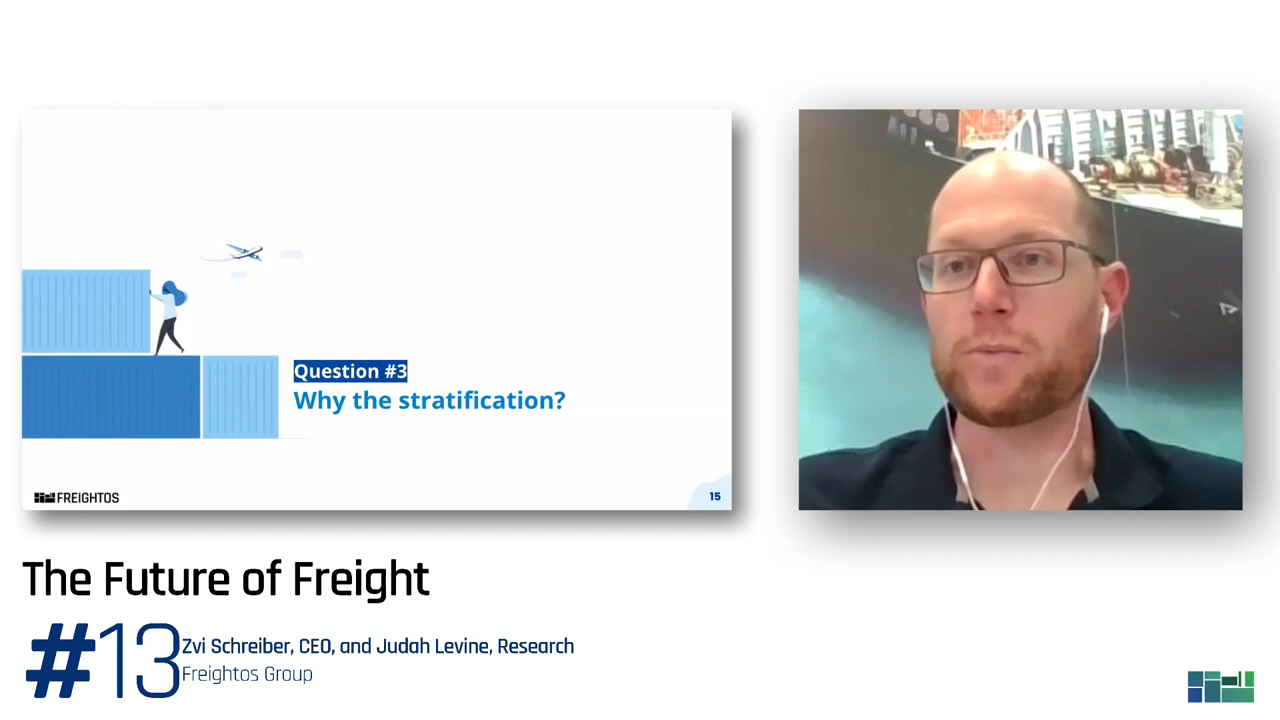 Question #3
Why the stratification?
FREIGHTOS
15
The Future of Freight
#13
Zvi Schreiber, CEO, and Judah Levine, Research
Freightos Group